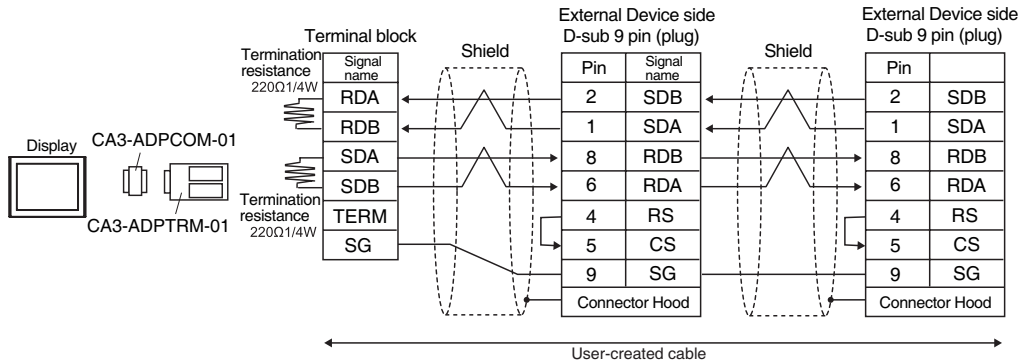 Display
CA3-ADPCOM-01
CA3-ADPTRM-01
Termination
resistance
220Ω1/4W
Termination
resistance
220Ω1/4W
Terminal block
Signal
name
RDA
RDB
SDA
SDB
TERM
SG
Shield
External Device side
D-sub 9 pin (plug)
Pin Signal
name
2 SDB
1 SDA
8 RDB
6 RDA
4 RS
5 CS
9 SG
Connector Hood
Shield
External Device side
D-sub 9 pin (plug)
Pin
2 SDB
1 SDA
8 RDB
6 RDA
4 RS
5 CS
9 SG
Connector Hood
User-created cable